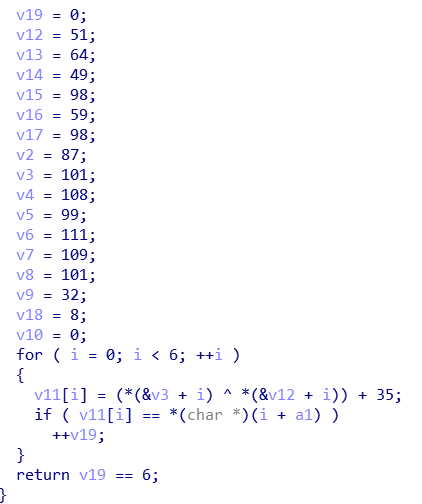 v19 = 0;
v12 = 51;
v13 = 64;
v14 = 49;
v15 = 98;
v16 = 59;
v17 = 98;
v2 = 87;
v3 = 101;
v4 = 108;
v5 = 99;
v6 = 111;
v7 = 109;
v8 = 101;
v9 = 32;
v18 = 8;
v10 = 0;
for ( i = 0; i < 6; ++i )
{
v11[i] = (*(&v3 + i) ^ *(&v12 + i)) + 35;
if ( v11[i] == *(char *)(i + a1) )
++v19;
}
return v19 == 6;
}